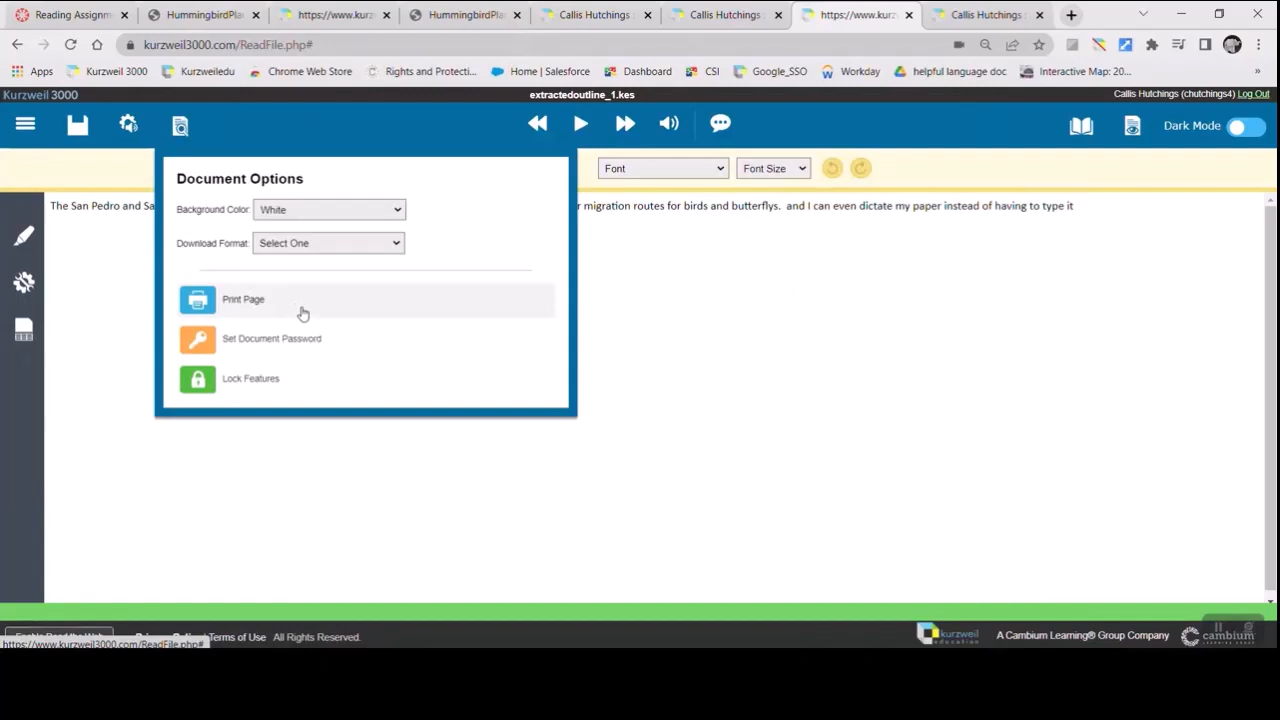 Reading Assignm
HummingbirdPla
https://www.kurz
HummingbirdPla
Callis Hutchings :
Callis Hutchings :
https://www.kurz
Callis Hutchings :
kurzweil3000.com/ReadFile.php#
Apps
Kurzweil 3000
Kurzweiledu
Chrome Web Store
Rights and Protecti...
Home | Salesforce
Dashboard
CSI
Google_SSO
Workday
helpful language doc
Interactive Map: 20...
»
Kurzweil 3000
extractedoutline_1.kes
Callis Hutchings (chutchings4) Log Out
Dark Mode
Document Options
Font
Font Size
The San Pedro and Sa
r migration routes for birds and butterflys. and I can even dictate my paper instead of having to type it
Background Color: White
Download Format: Select One
Print Page
Set Document Password
Lock Features
Terms of Use All Rights Reserved.
https://www.kurzweil3000.com/ReadFile.php#
kurzweil
education
A Cambium Learning® Group Company
cambium